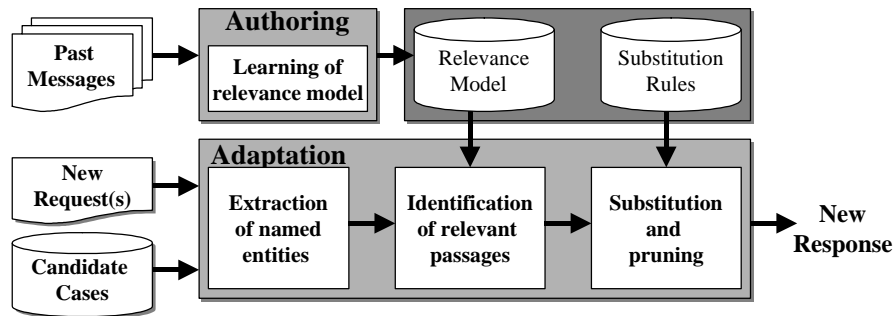 Past
Messages
Authoring
Learning of
relevance model
Relevance
Model
Substitution
Rules
New
Request(s)
Candidate
Cases
Adaptation
Extraction
of named
entities
Identification
of relevant
passages
Substitution
and
pruning
New
Response